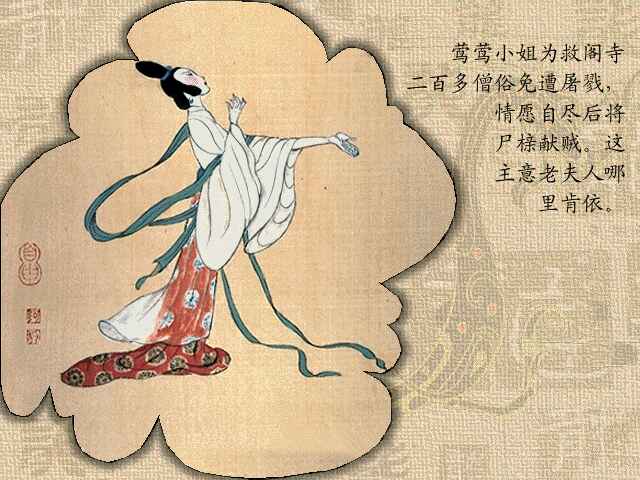 莺莺小姐为救阁寺
二百多僧俗免遭屠戮，
情愿自尽后将
尸榇献贼。这
主意老夫人哪
里肯依。